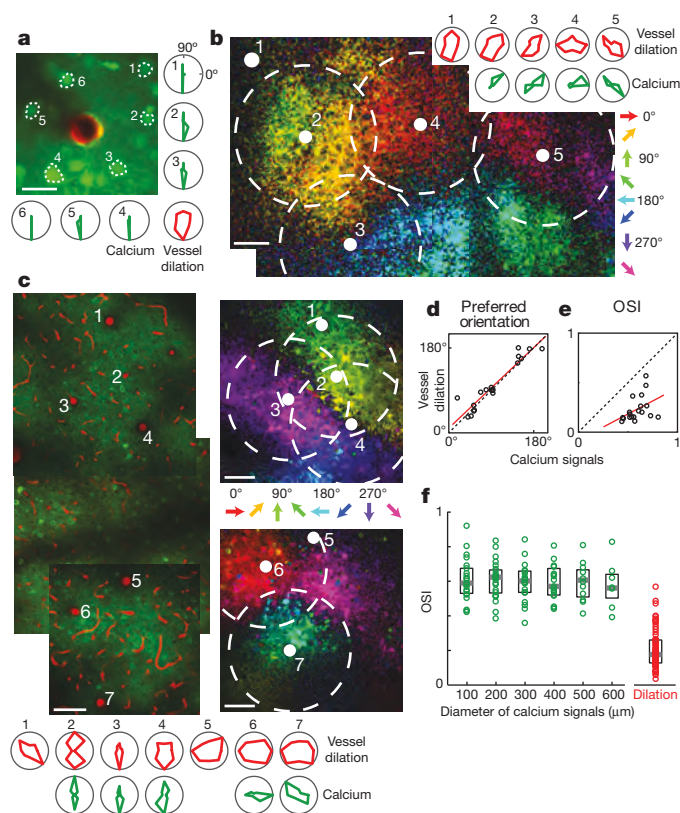 a
90°
0°
1
2
3
4
5
6
1
2
3
6
5
4
Calcium
Vessel
dilation
b
1
2
3
4
5
1 2 3 4 5
Vessel
dilation
Calcium
0°
90°
180°
270°
c
1
2
3
4
5
6
7
1
2
3
4
0° 90° 180° 270°
5
6
7
1 2 3 4 5 6 7
Vessel
dilation
Calcium
d
Preferred
orientation
180°
Vessel
dilation
0°
0° 180°
e
OSI
1
0
0 1
Calcium signals
f
1
OSI
0
100 200 300 400 500 600 Dilation
Diameter of calcium signals (μm)